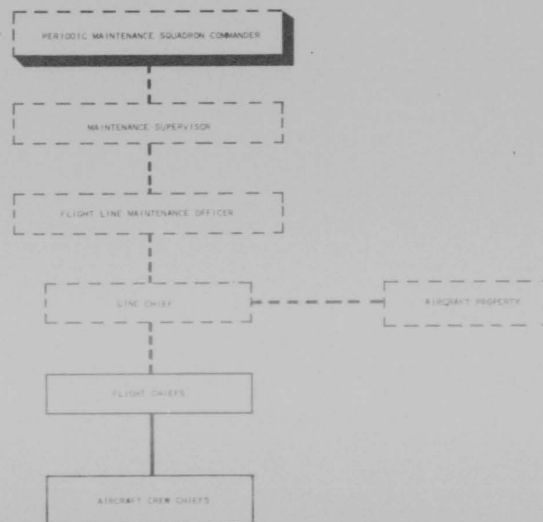 PERIODIC MAINTENANCE SQUADRON COMMANDER
MAINTENANCE SUPERVISOR
FLIGHT LINE MAINTENANCE OFFICER
LINE CHIEF
AIRCRAFT PROPERTY
FLIGHT CHIEFS
AIRCRAFT CREW CHIEFS